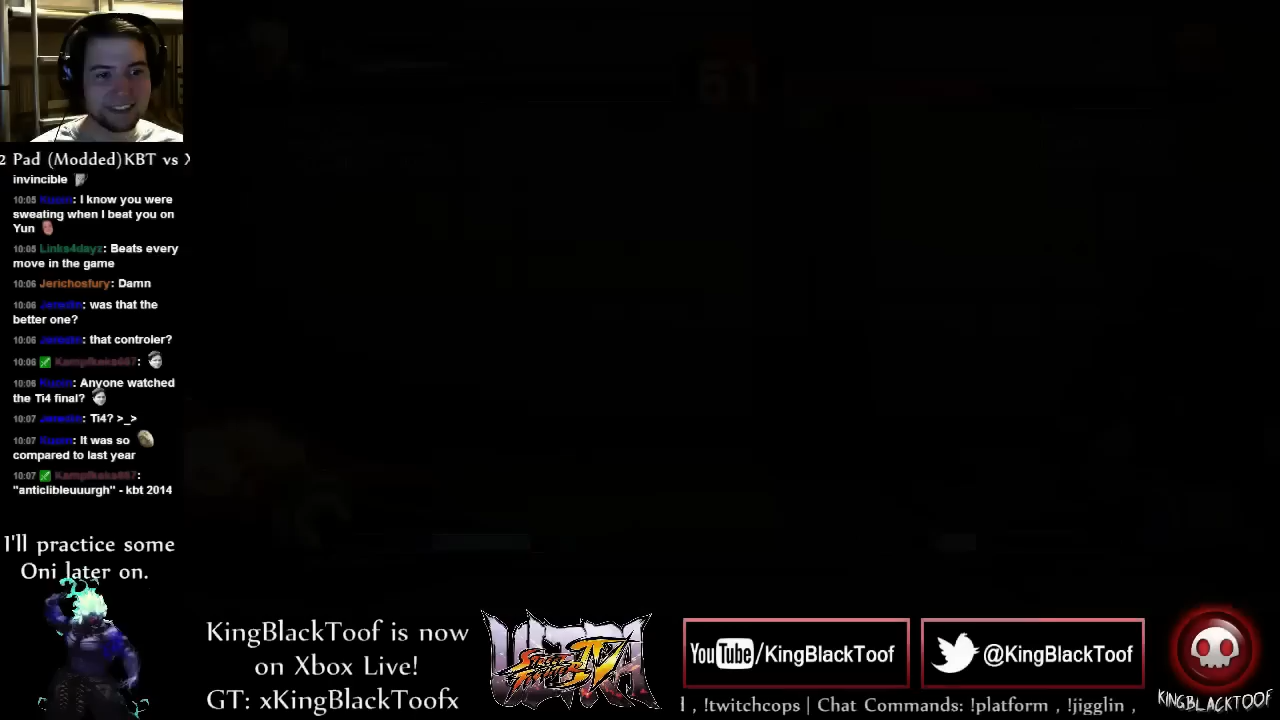 61
2 Pad (Modded)KBT vs
invincible
10:05 : I know you were
sweating when I beat you on
Yun
10:05 Links4dayz: Beats every
move in the game
10:06 Jerichosfury: Damn
10:06 : was that the
better one?
10:06 : that controler?
10:06 :
10:06 : Anyone watched
the Ti4 final?
10:07 : Ti4? >_>
10:07 : It was so
compared to last year
10:07 :
"anticlibleuuurgh" - kbt 2014
I'll practice some
Oni later on.
KingBlackToof is now
on Xbox Live!
GT: xKingBlackToofx
ULTRA
STREET FIGHTER IV
YouTube/KingBlackToof
@KingBlackToof
KINGBLACKTOOF
, !twitchcops | Chat Commands: !platform , !jigglin ,